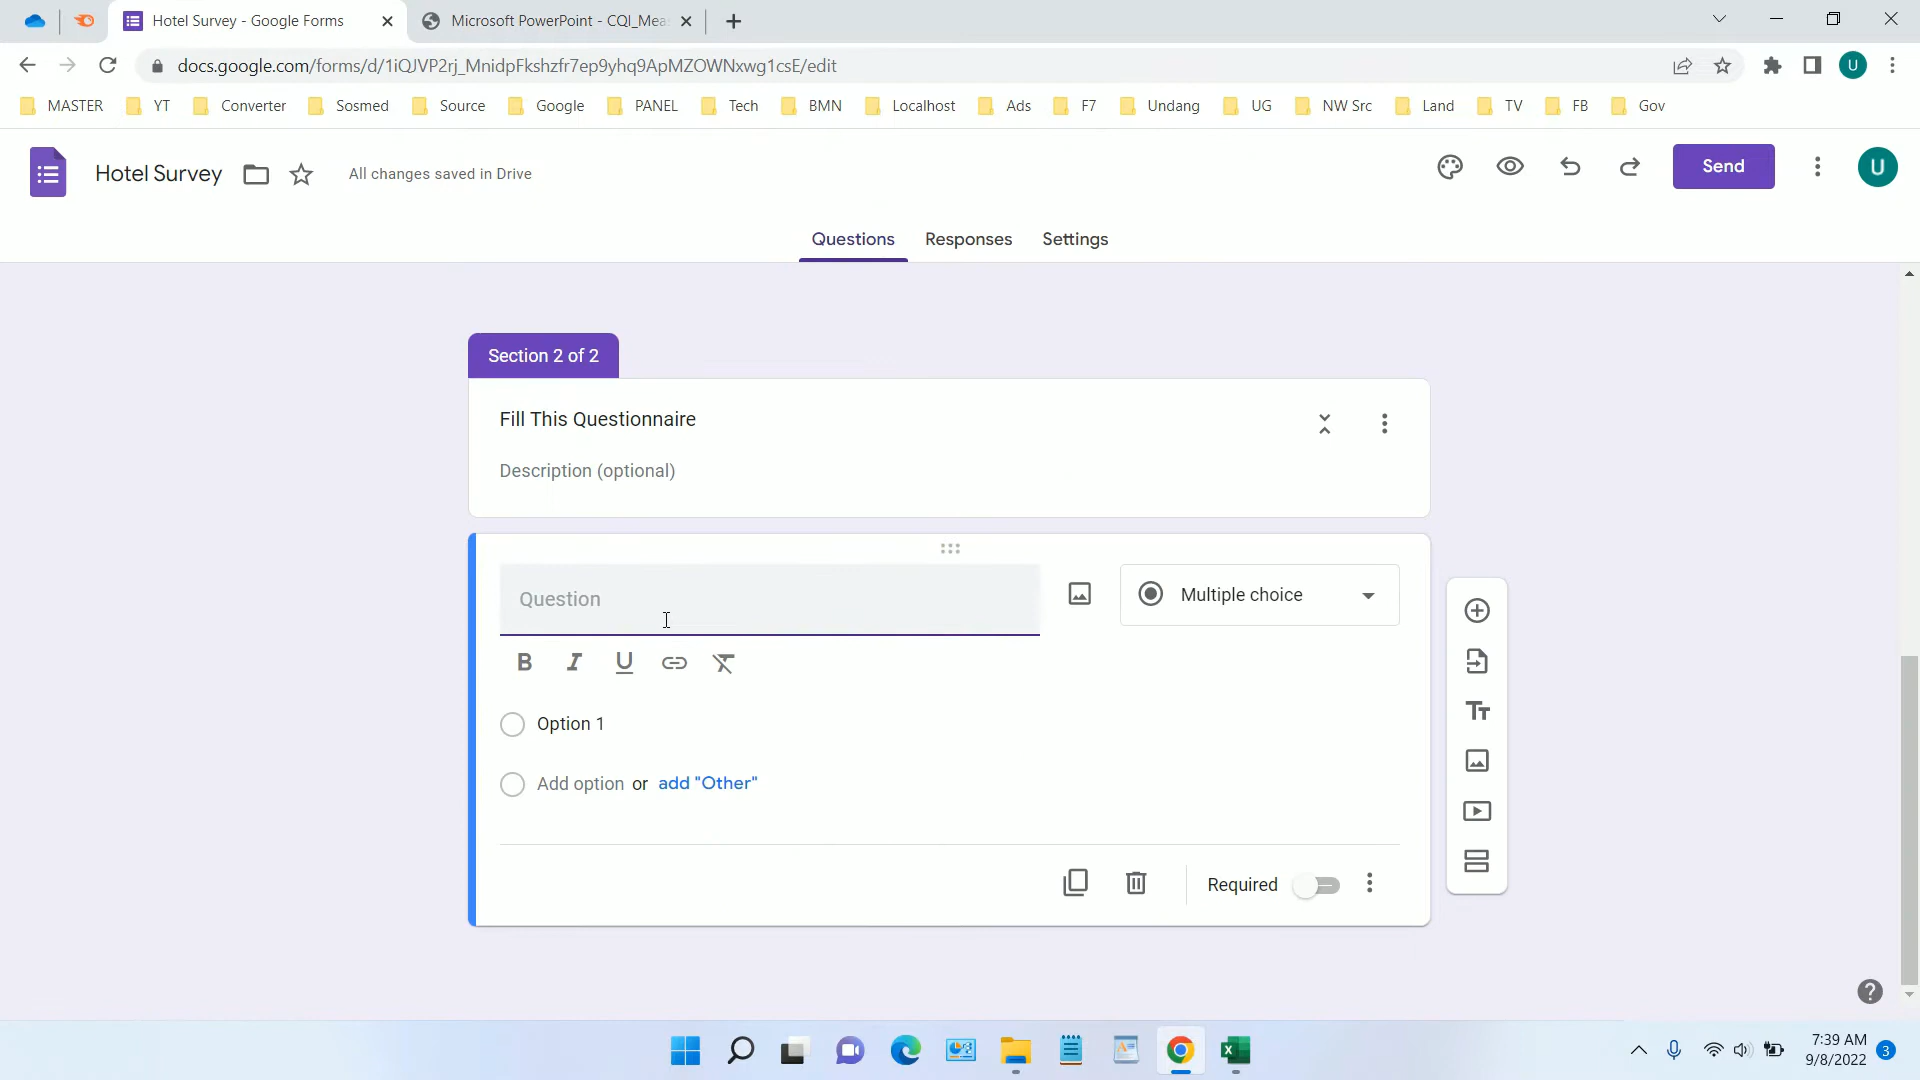 Hotel Survey - Google Forms
Microsoft PowerPoint - CQI_Mea
docs.google.com/forms/d/1iQJVP2rj_MnidpFkshzfr7ep9yhq9ApMZOWNxwg1csE/edit
U
MASTER YT Converter Sosmed Source Google PANEL Tech BMN Localhost Ads F7 Undang UG NW Src Land TV FB Gov
Hotel Survey
All changes saved in Drive
Send
U
Questions Responses Settings
Section 2 of 2
Fill This Questionnaire
Description (optional)
Question
Multiple choice
B I U
Tt
Option 1
Add option or add "Other"
Required
7:39 AM
9/8/2022
3